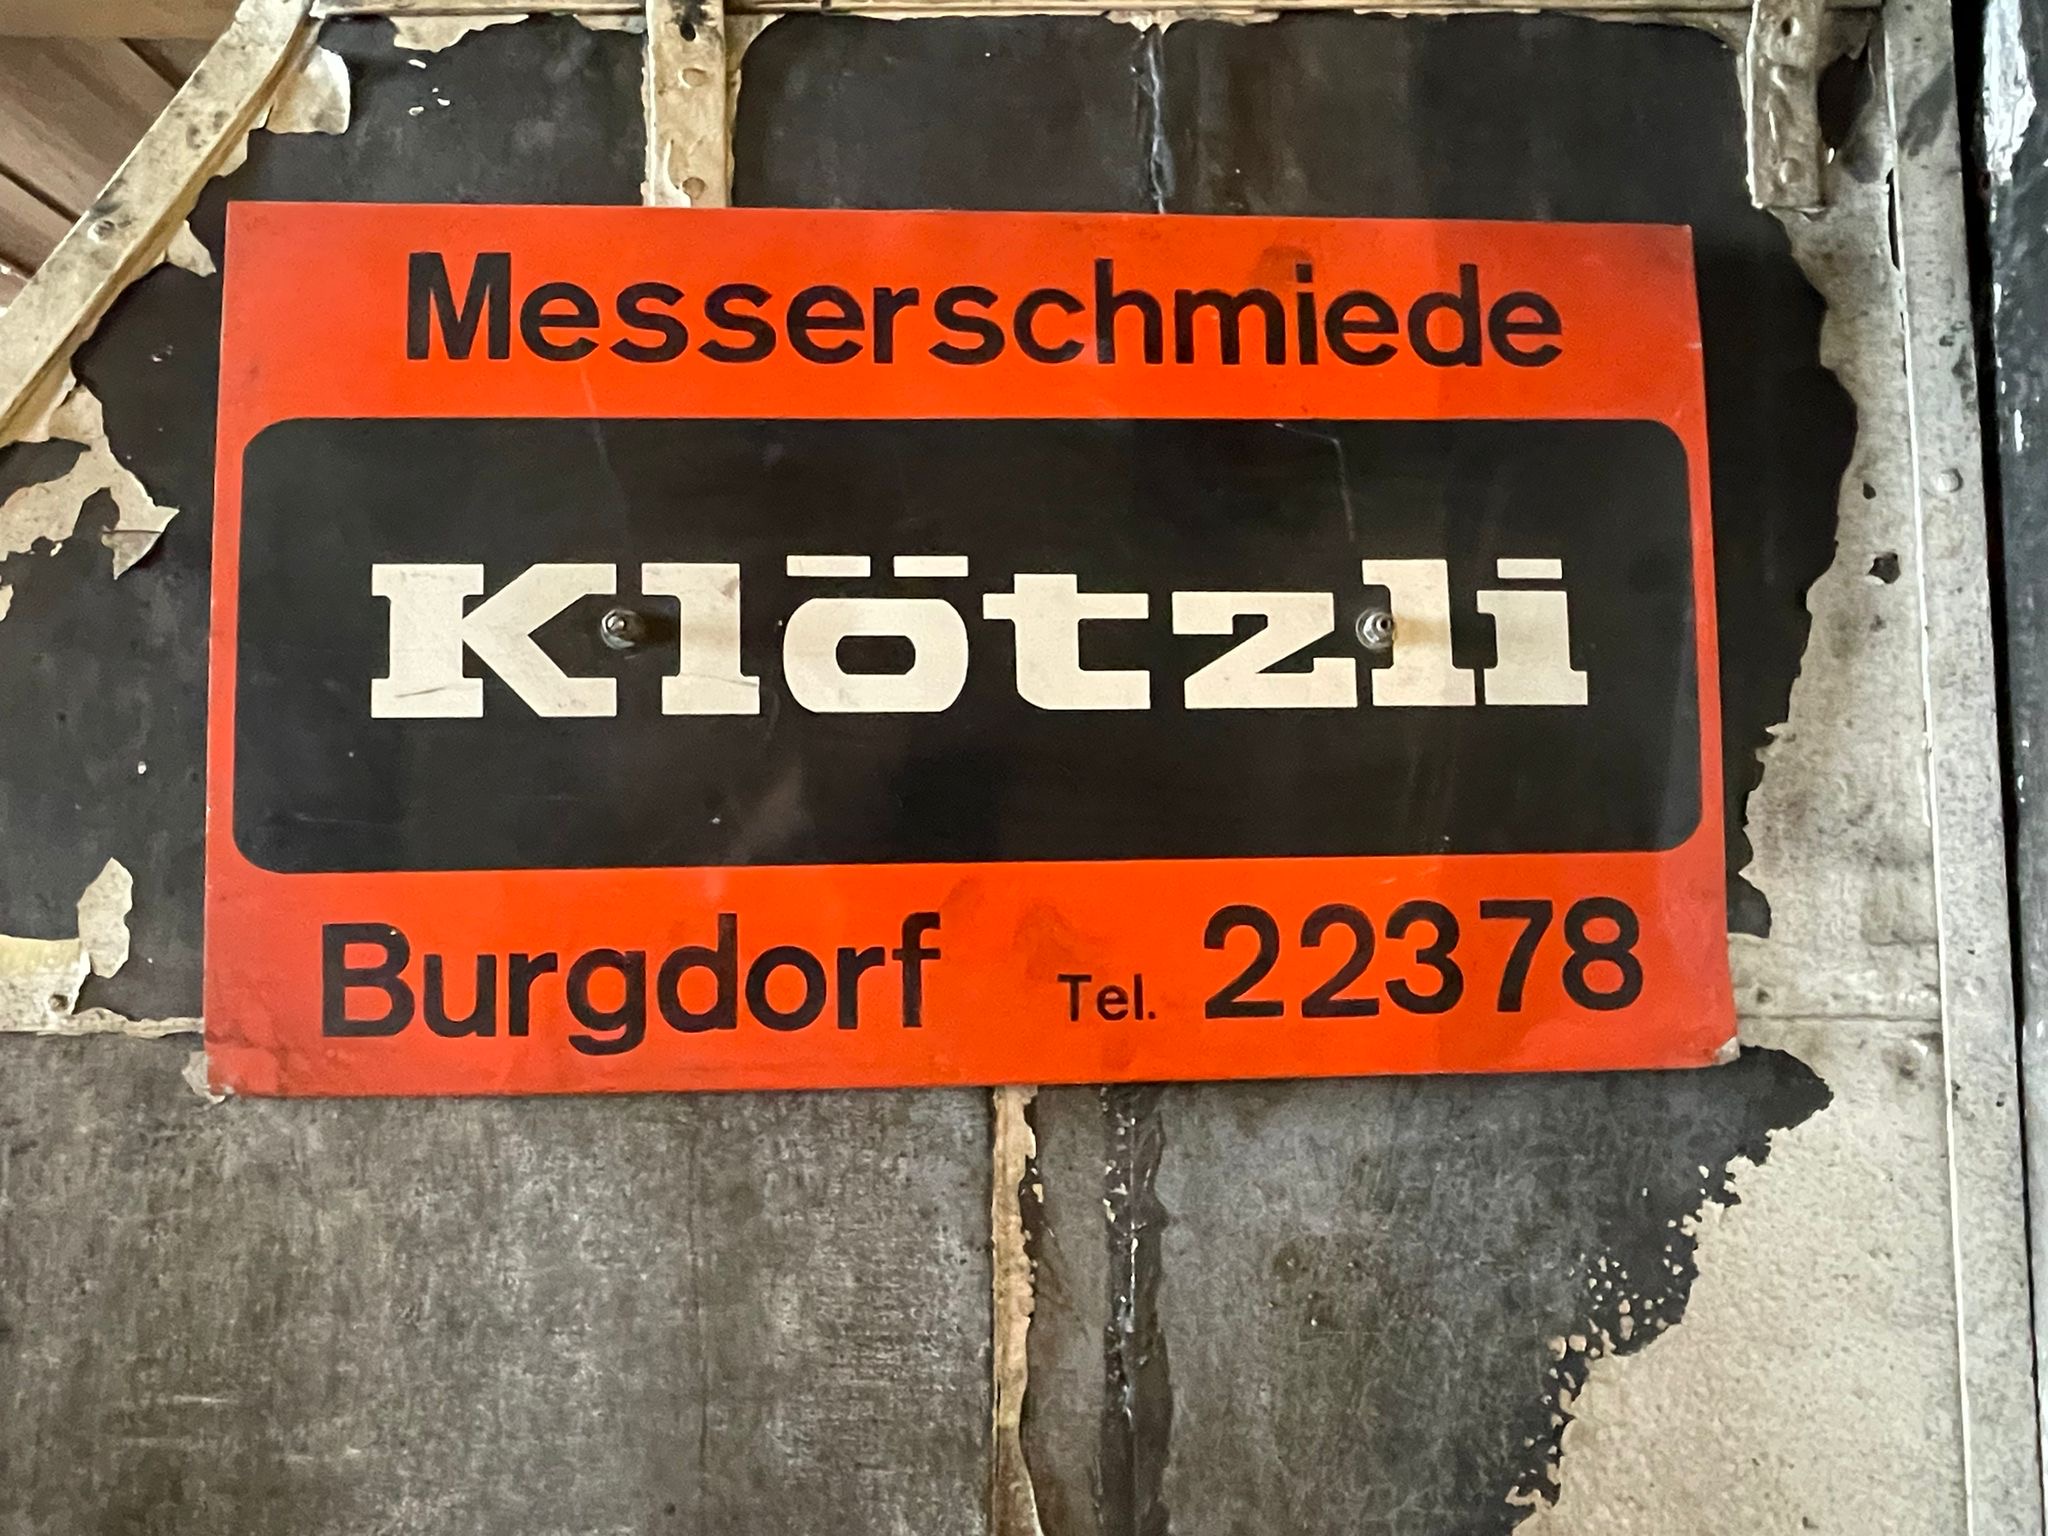 Messerschmiede
Klötzli
Burgdorf Tel. 22378